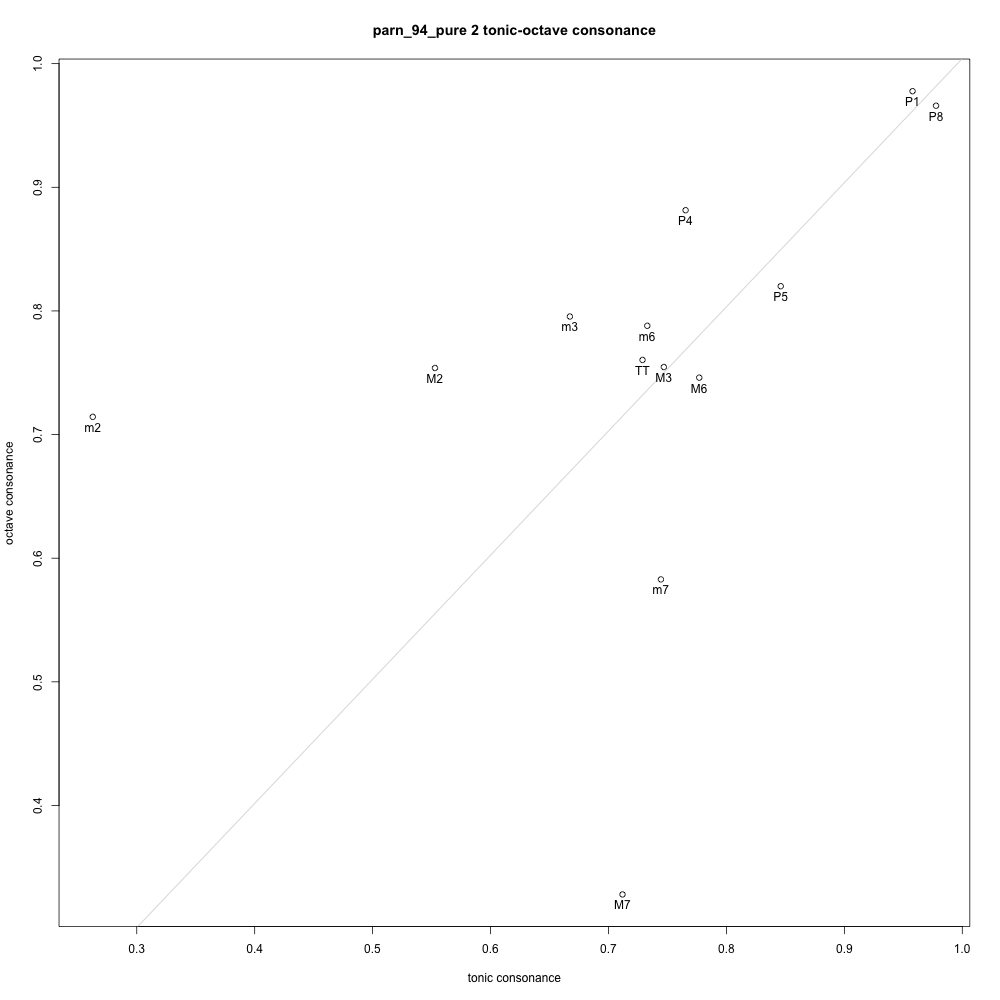 parn_94_pure 2 tonic-octave consonance
1.0
P1
P8
0.9
P4
P5
0.8
m3
m6
TT
M3
M2
M6
0.7
m2
octave consonance
0.6
m7
0.5
0.4
M7
0.3 0.4 0.5 0.6 0.7 0.8 0.9 1.0
tonic consonance